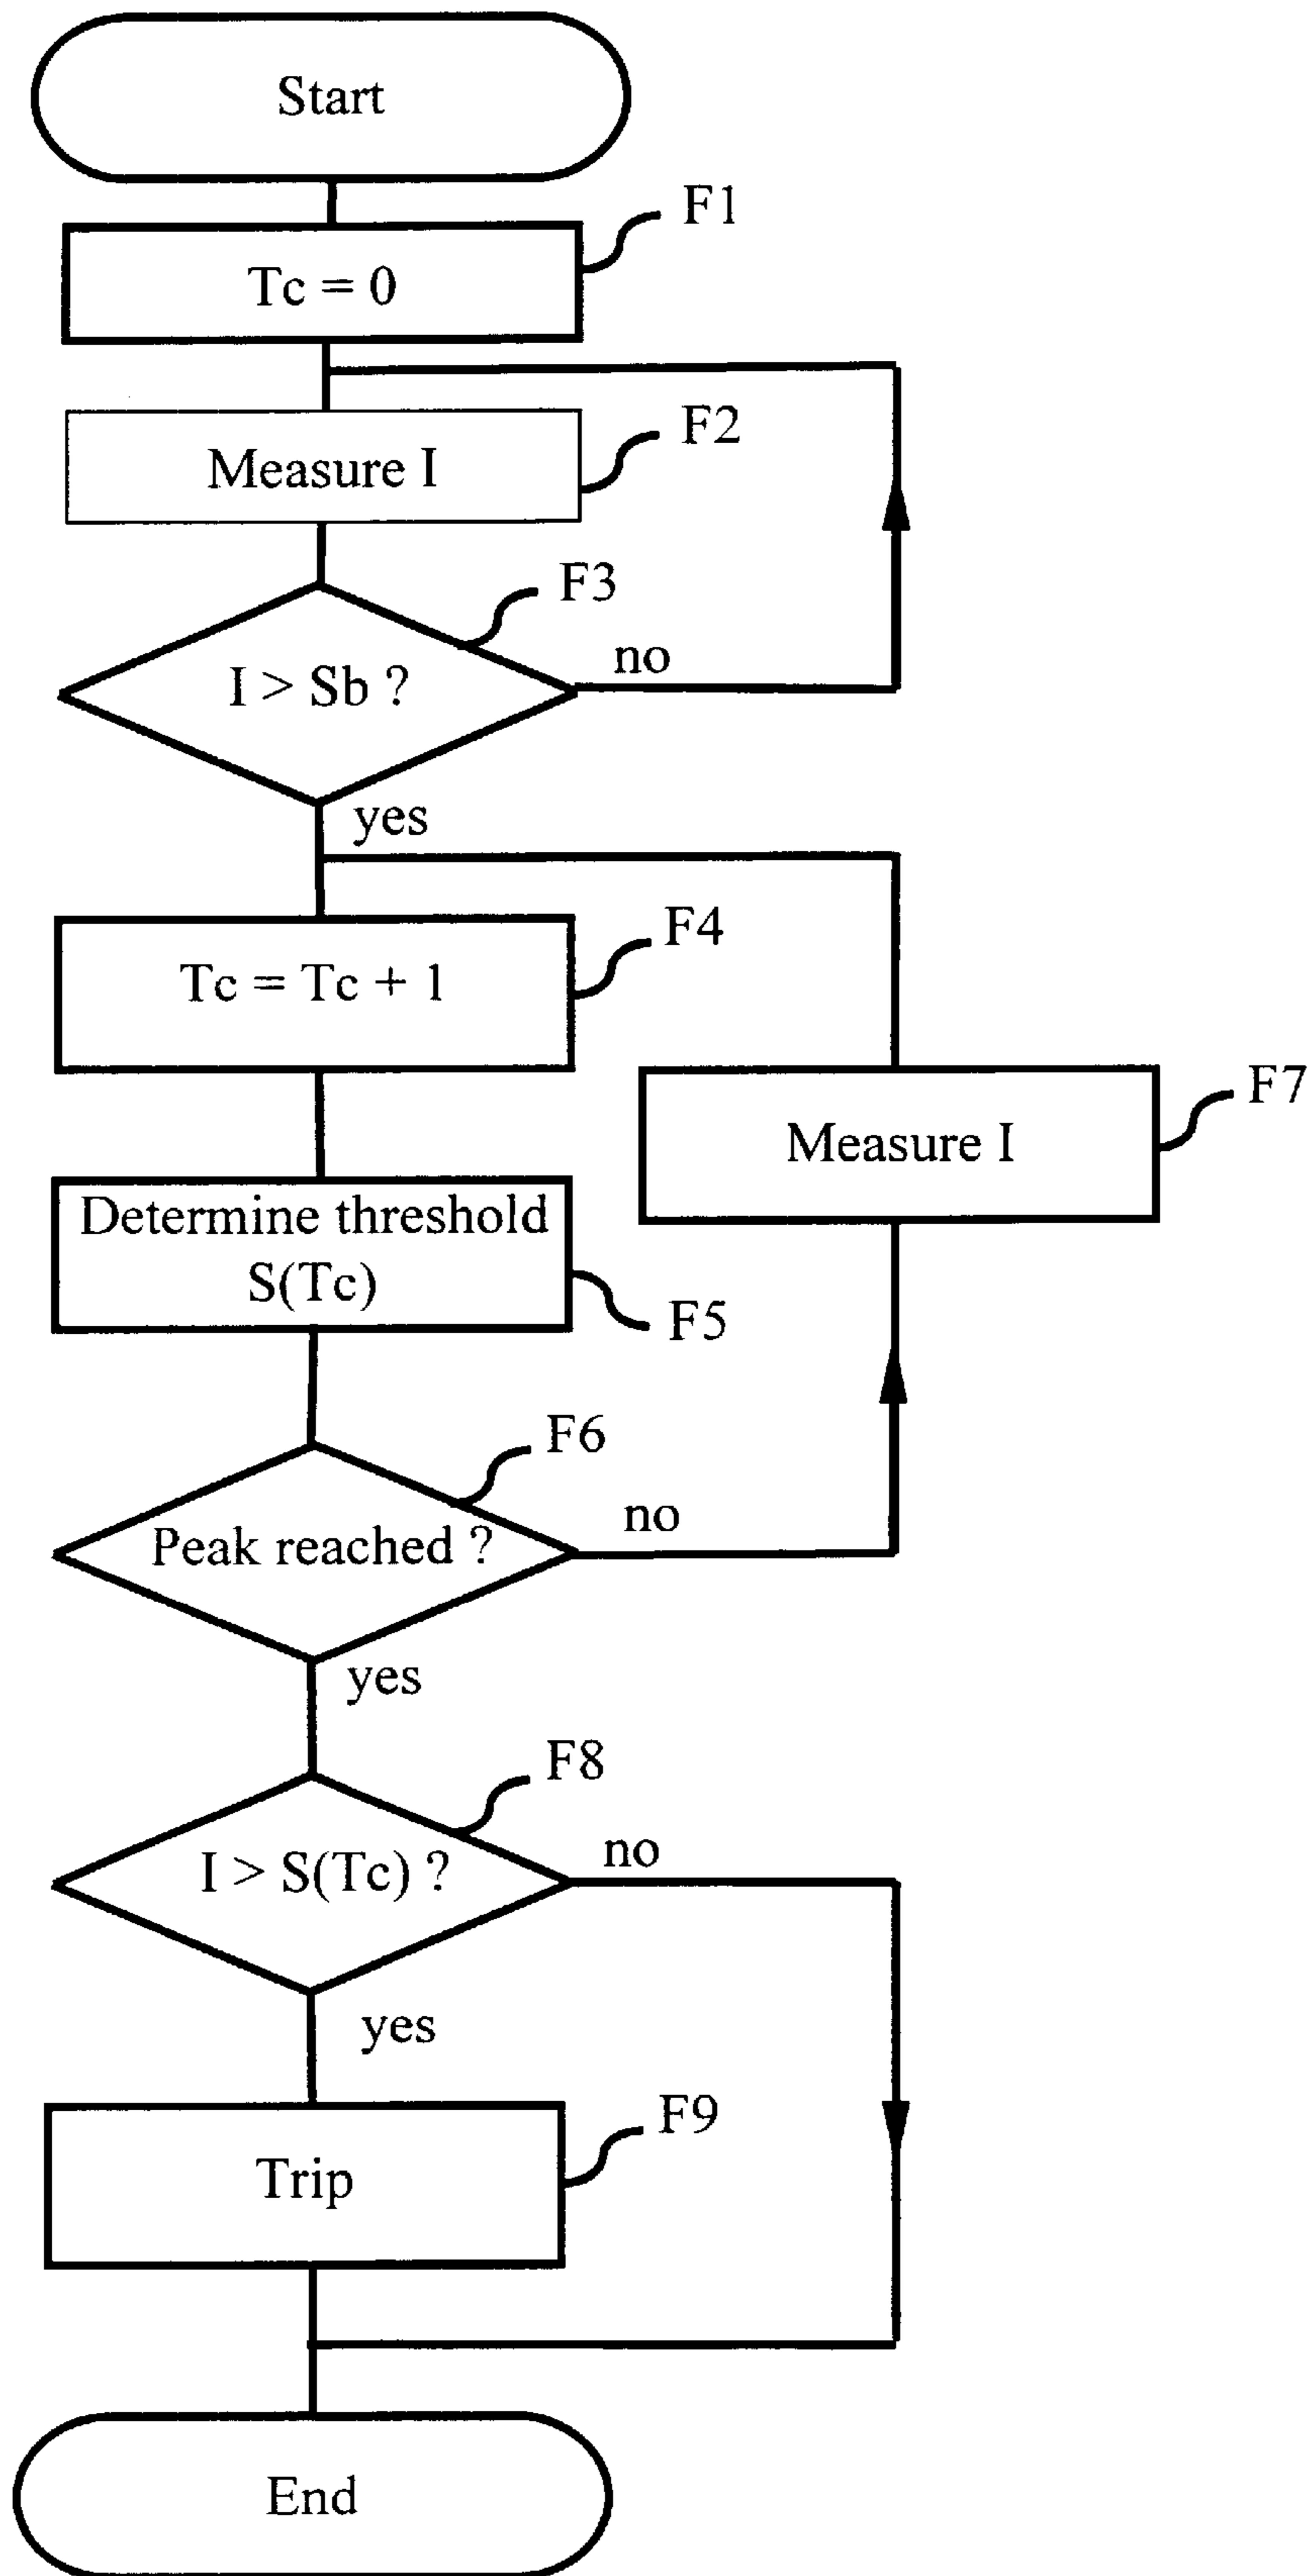 Start
F1
Tc = 0
F2
Measure I
F3
I > Sb ?
no
yes
F4
Tc = Tc + 1
F7
Measure I
Determine threshold
S(Tc)
F5
F6
Peak reached ?
no
yes
F8
I > S(Tc) ?
no
yes
F9
Trip
End